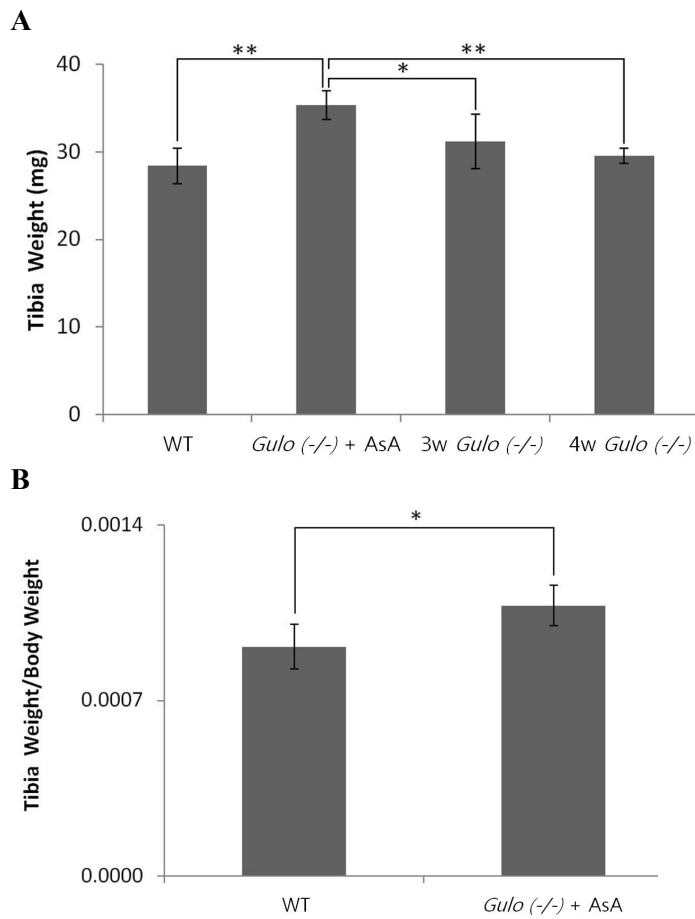 A
** **
*
40
30
20
10
0
Tibia Weight (mg)
WT Gulo (-/-) + AsA 3w Gulo (-/-) 4w Gulo (-/-)
B
*
0.0014
0.0007
0.0000
Tibia Weight/Body Weight
WT Gulo (-/-) + AsA